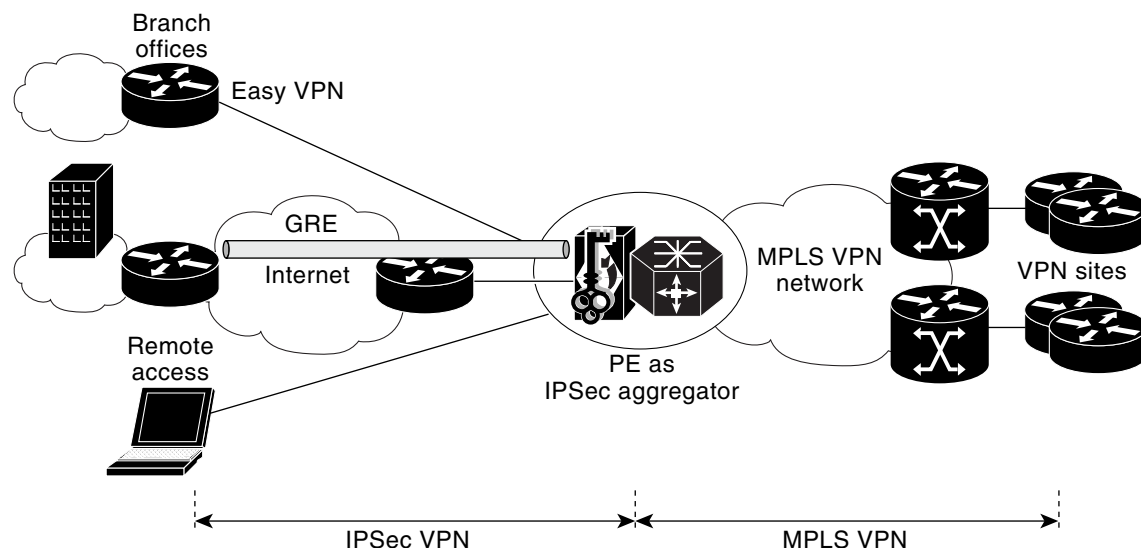 Branch
offices
Easy VPN
GRE
Internet
MPLS VPN
network
VPN sites
Remote
access
PE as
IPSec aggregator
IPSec VPN
MPLS VPN